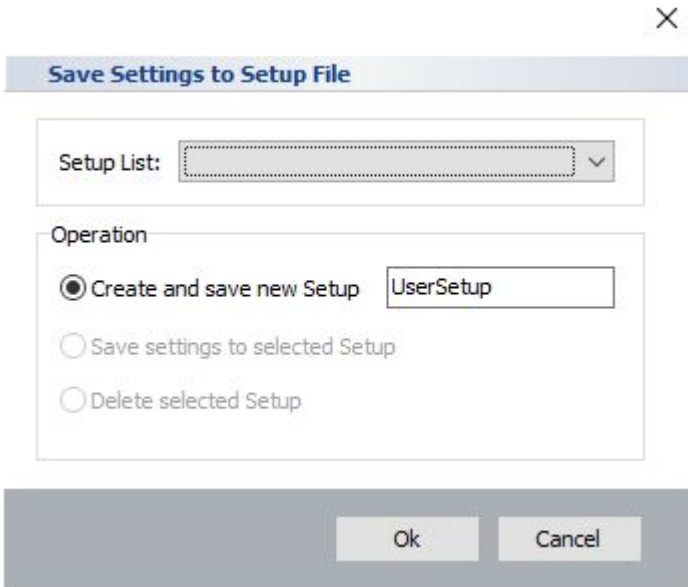 Save Settings to Setup File
Setup List:
Operation
Create and save new Setup UserSetup
Save settings to selected Setup
Delete selected Setup
Ok Cancel